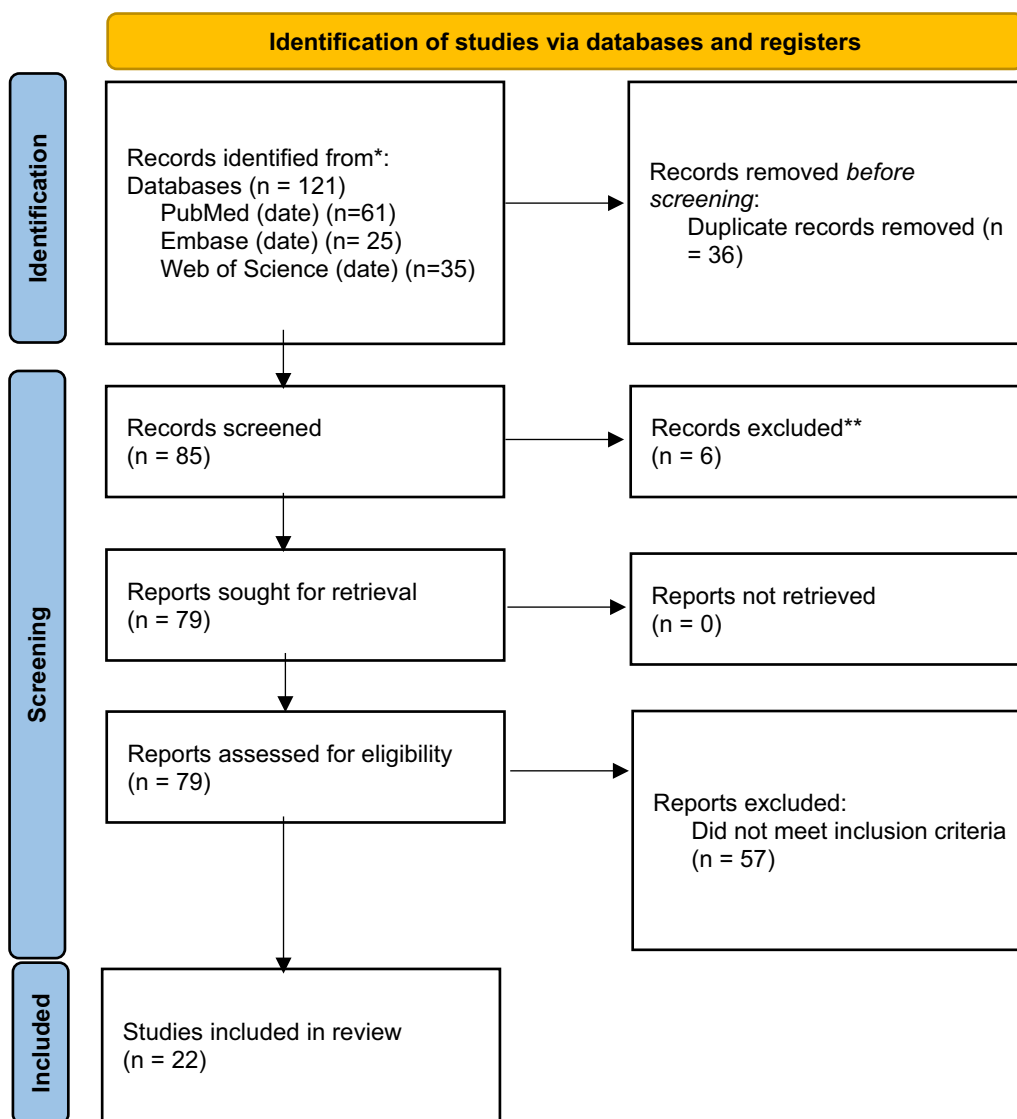 Identification of studies via databases and registers
Identification
Records identified from*:
Databases (n = 121)
PubMed (date) (n=61)
Embase (date) (n= 25)
Web of Science (date) (n=35)
Records removed before
screening:
Duplicate records removed (n
= 36)
Screening
Records screened
(n = 85)
Records excluded**
(n = 6)
Reports sought for retrieval
(n = 79)
Reports not retrieved
(n = 0)
Reports assessed for eligibility
(n = 79)
Reports excluded:
Did not meet inclusion criteria
(n = 57)
Included
Studies included in review
(n = 22)